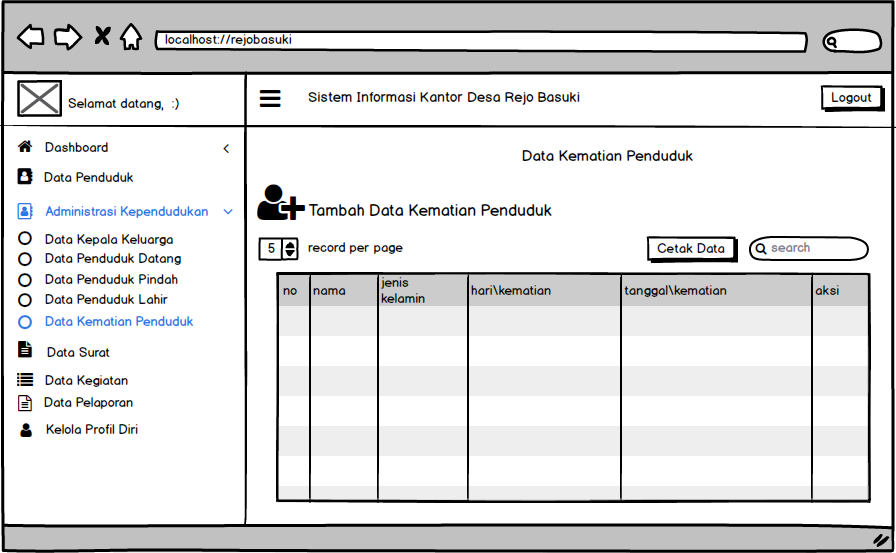 localhost://rejobasuki
Selamat datang, :)
Sistem Informasi Kantor Desa Rejo Basuki
Logout
Dashboard
Data Penduduk
Administrasi Kependudukan
Data Kepala Keluarga
Data Penduduk Datang
Data Penduduk Pindah
Data Penduduk Lahir
Data Kematian Penduduk
Data Surat
Data Kegiatan
Data Pelaporan
Kelola Profil Diri
Data Kematian Penduduk
Tambah Data Kematian Penduduk
5 record per page
Cetak Data
search
no
nama
jenis
kelamin
hari\kematian
tanggal\kematian
aksi